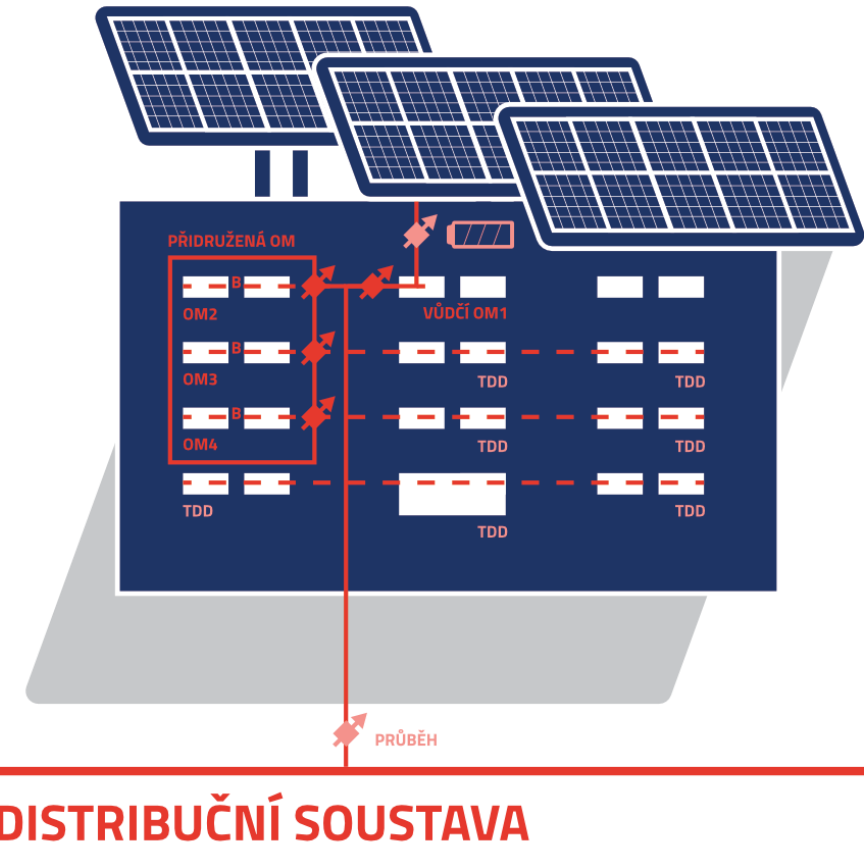 PŘIDRUŽENÁ OM
B
OM2
VŮDČÍ OM1
B
OM3
TDD
TDD
B
OM4
TDD
TDD
TDD
TDD
TDD
PRŮBĚH
DISTRIBUČNÍ SOUSTAVA